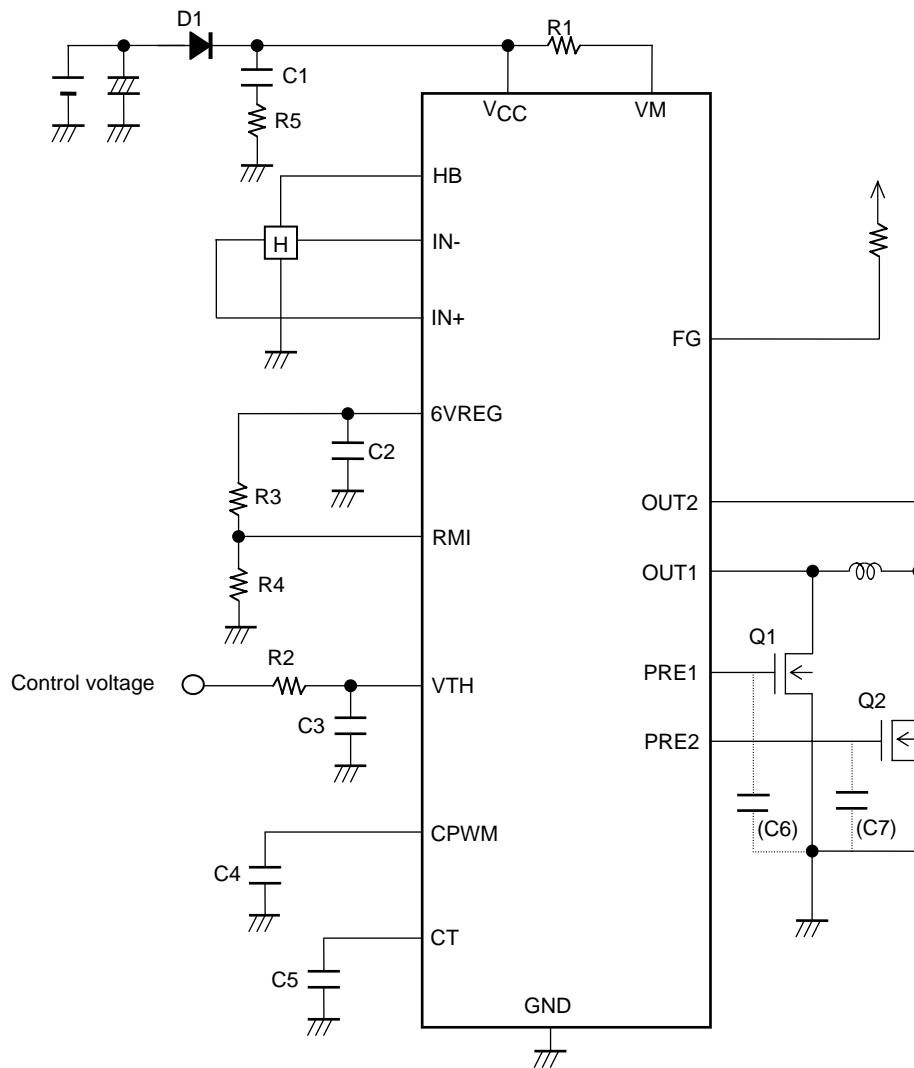 D1
R1
C1
VCC
VM
R5
HB
H
IN-
IN+
FG
6VREG
C2
R3
OUT2
RMI
OUT1
R4
Q1
R2
Control voltage
VTH
PRE1
Q2
C3
PRE2
(C6)
(C7)
CPWM
C4
CT
C5
GND